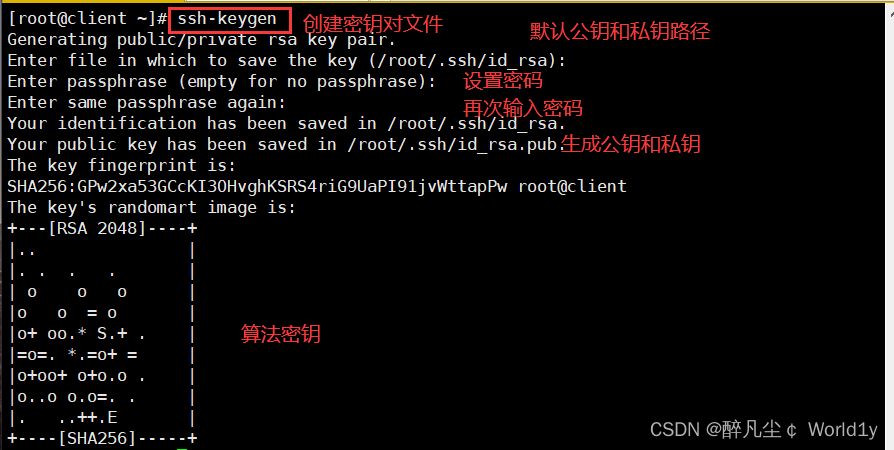 [root@client ~]# ssh-keygen 创建密钥对文件
Generating public/private rsa key pair. 默认公钥和私钥路径
Enter file in which to save the key (/root/.ssh/id_rsa):
Enter passphrase (empty for no passphrase): 设置密码
Enter same passphrase again: 再次输入密码
Your identification has been saved in /root/.ssh/id_rsa.
Your public key has been saved in /root/.ssh/id_rsa.pub. 生成公钥和私钥
The key fingerprint is:
SHA256:GPw2xa53GCcKI3OHvghKSRS4riG9UaPI91jvWttapPw root@client
The key's randomart image is:
+---[RSA 2048]----+
|..               |
|. .  .   .       |
| o    o   o      |
|o   o  = o       |
|o+ oo.* S.+ .    | 算法密钥
|=o=. *.=o+ =     |
|o+oo+ o+o.o .    |
|o..o o.o=. .     |
|.   ..++.E       |
+----[SHA256]-----+
CSDN @醉凡尘￠ World1y